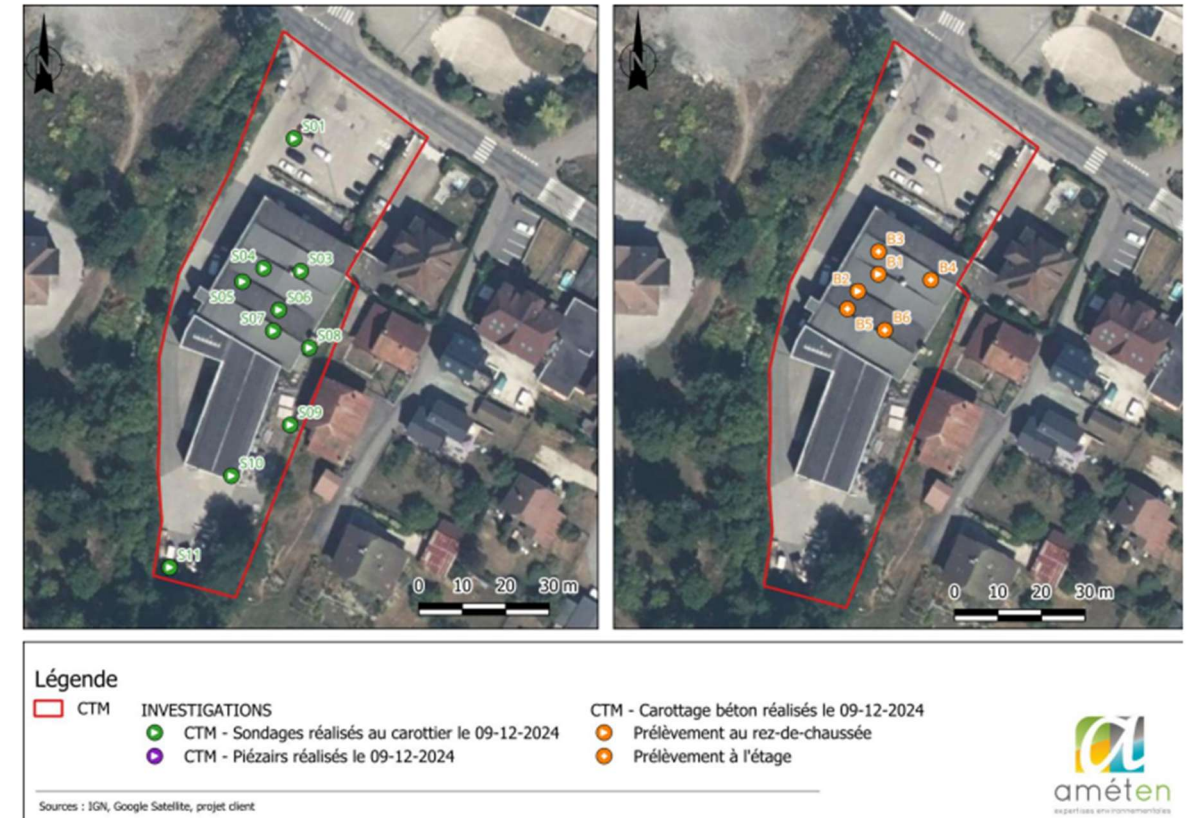 N
S01
S04
S03
S05
S06
S07
S08
S09
S10
S11
0 10 20 30 m
N
B3
B1
B4
B2
B5
B6
0 10 20 30 m
Légende
CTM
INVESTIGATIONS
CTM - Sondages réalisés au carottier le 09-12-2024
CTM - Piézairs réalisés le 09-12-2024
CTM - Carottage béton réalisés le 09-12-2024
Prélèvement au rez-de-chaussée
Prélèvement à l'étage
Sources : IGN, Google Satellite, projet client
a
améten
expertises environnementales